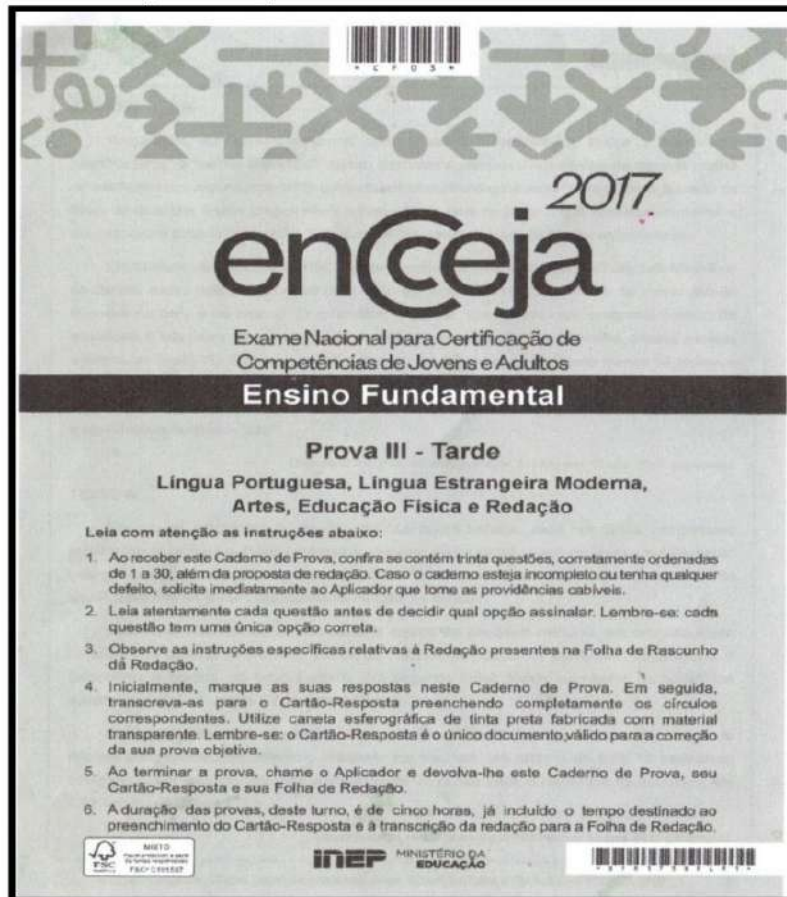 *CF03*
2017
encceja
Exame Nacional para Certificação de
Competências de Jovens e Adultos
Ensino Fundamental
Prova III - Tarde
Língua Portuguesa, Língua Estrangeira Moderna,
Artes, Educação Física e Redação
Leia com atenção as instruções abaixo:
1. Ao receber este Caderno de Prova, confira se contém trinta questões, corretamente ordenadas
de 1 a 30, além da proposta de redação. Caso o caderno esteja incompleto ou tenha qualquer
defeito, solicite imediatamente ao Aplicador que tome as providências cabíveis.
2. Leia atentamente cada questão antes de decidir qual opção assinalar. Lembre-se: cada
questão tem uma única opção correta.
3. Observe as instruções específicas relativas à Redação presentes na Folha de Rascunho
da Redação.
4. Inicialmente, marque as suas respostas neste Caderno de Prova. Em seguida,
transcreva-as para o Cartão-Resposta preenchendo completamente os círculos
correspondentes. Utilize caneta esferográfica de tinta preta fabricada com material
transparente. Lembre-se: o Cartão-Resposta é o único documento válido para a correção
da sua prova objetiva.
5. Ao terminar a prova, chame o Aplicador e devolva-lhe este Caderno de Prova, seu
Cartão-Resposta e sua Folha de Redação.
6. A duração das provas, deste turno, é de cinco horas, já incluído o tempo destinado ao
preenchimento do Cartão-Resposta e à transcrição da redação para a Folha de Redação.
FSC
MISTO
inep MINISTÉRIO DA
EDUCAÇÃO